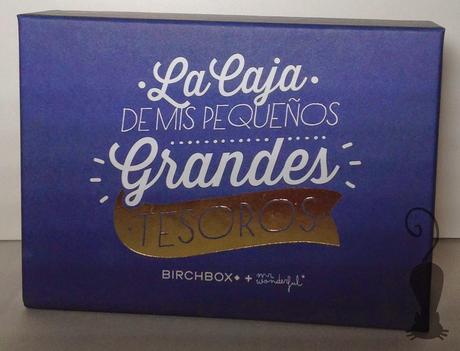 La Caja
DE MIS PEQUEÑOS
Grandes
TESOROS
BIRCHBOX + mr wonderful*